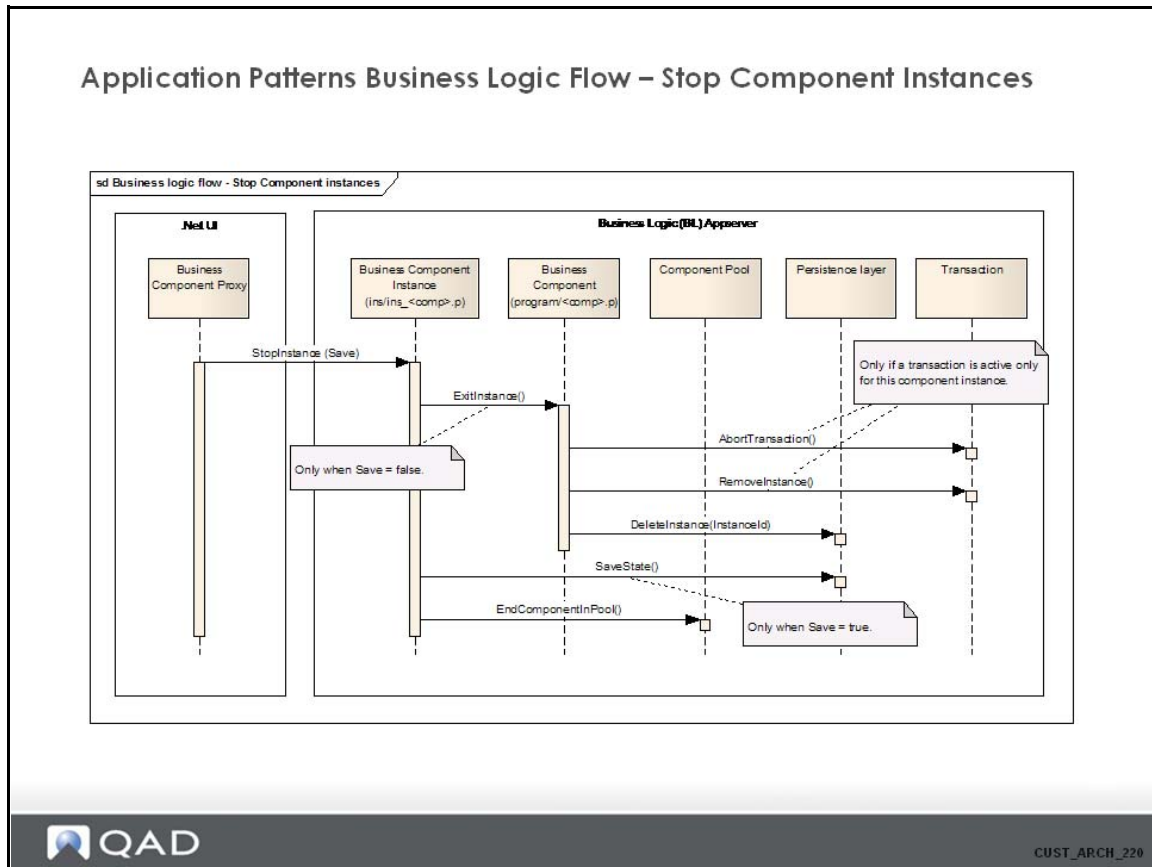 Application Patterns Business Logic Flow – Stop Component Instances
sd Business logic flow - Stop Component instances
.Net UI
Business Logic(BL) Appserver
Business
Component Proxy
Business Component
Instance
(ins/ins_<comp>.p)
Business
Component
(program/<comp>.p)
Component Pool
Persistence layer
Transaction
StopInstance (Save)
Only if a transaction is active only
for this component instance.
ExitInstance()
AbortTransaction()
Only when Save = false.
RemoveInstance()
DeleteInstance(InstanceId)
SaveState()
EndComponentInPool()
Only when Save = true.
QAD
CUST_ARCH_220